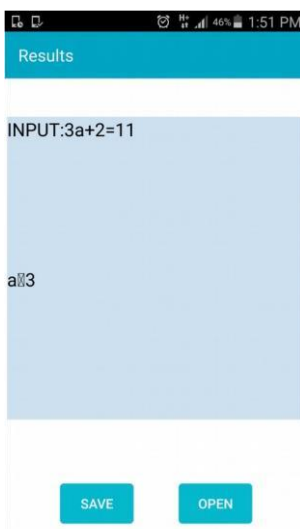 46% 1:51 PM
Results
INPUT:3a+2=11
a▯3
SAVE
OPEN